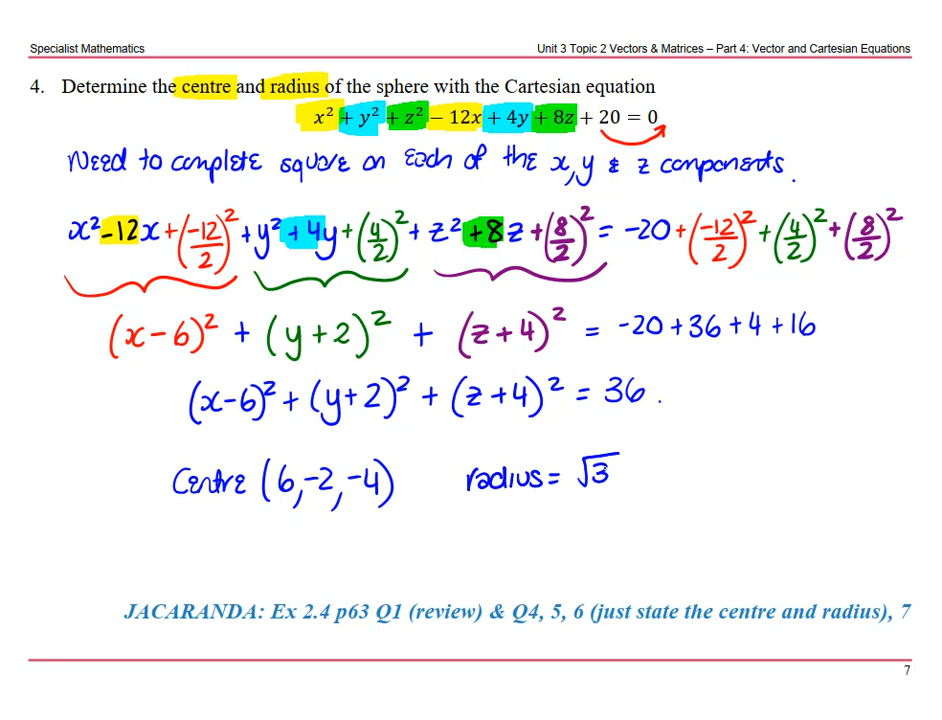 Specialist Mathematics Unit 3 Topic 2 Vectors & Matrices – Part 4: Vector and Cartesian Equations
4. Determine the centre and radius of the sphere with the Cartesian equation
x² + y² + z² − 12x + 4y + 8z + 20 = 0
Need to complete square on each of the x, y & z components.
x² -12x + (-12/2)² + y² + 4y + (4/2)² + z² + 8z + (8/2)² = -20 + (-12/2)² + (4/2)² + (8/2)²
(x-6)² + (y+2)² + (z+4)² = -20 + 36 + 4 + 16
(x-6)² + (y+2)² + (z+4)² = 36.
Centre (6, -2, -4) radius = √3
JACARANDA: Ex 2.4 p63 Q1 (review) & Q4, 5, 6 (just state the centre and radius), 7
7